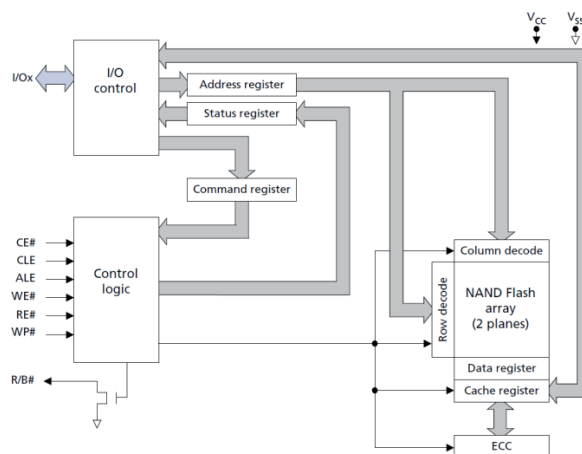 VCC
VS
I/Ox
I/O
control
Address register
Status register
Command register
CE#
CLE
ALE
WE#
RE#
WP#
Control
logic
R/B#
Column decode
Row decode
NAND Flash
array
(2 planes)
Data register
Cache register
ECC